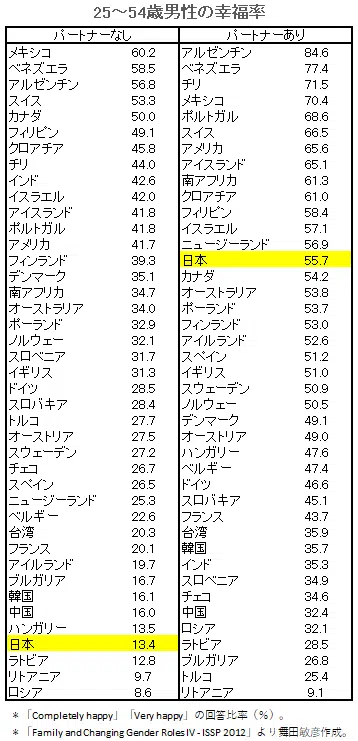 25～54歳男性の幸福率
パートナーなし パートナーあり
メキシコ 60.2 アルゼンチン 84.6
ベネズエラ 58.5 ベネズエラ 77.4
アルゼンチン 56.8 チリ 71.5
スイス 53.3 メキシコ 70.4
カナダ 50.0 ポルトガル 68.6
フィリピン 49.1 スイス 66.5
クロアチア 45.8 アメリカ 65.6
チリ 44.0 アイスランド 65.1
インド 42.6 南アフリカ 61.3
イスラエル 42.0 クロアチア 61.0
アイスランド 41.8 フィリピン 58.4
ポルトガル 41.8 イスラエル 57.1
アメリカ 41.7 ニュージーランド 56.9
フィンランド 39.3 日本 55.7
デンマーク 35.1 カナダ 54.2
南アフリカ 34.7 オーストラリア 53.8
オーストラリア 34.0 ポーランド 53.7
ポーランド 32.9 フィンランド 53.0
ノルウェー 32.1 アイルランド 52.6
スロベニア 31.7 スペイン 51.2
イギリス 31.3 イギリス 51.0
ドイツ 28.5 スウェーデン 50.9
スロバキア 28.4 ノルウェー 50.5
トルコ 27.7 デンマーク 49.1
オーストリア 27.5 オーストリア 49.0
スウェーデン 27.2 ハンガリー 47.6
チェコ 26.7 ベルギー 47.4
スペイン 26.5 ドイツ 46.6
ニュージーランド 25.3 スロバキア 45.1
ベルギー 22.6 フランス 43.7
台湾 20.3 台湾 35.9
フランス 20.1 韓国 35.7
アイルランド 19.7 インド 35.3
ブルガリア 16.7 スロベニア 34.9
韓国 16.1 チェコ 34.6
中国 16.0 中国 32.4
ハンガリー 13.5 ロシア 32.1
日本 13.4 ラトビア 28.5
ラトビア 12.8 ブルガリア 26.8
リトアニア 9.7 トルコ 25.4
ロシア 8.6 リトアニア 9.1
＊「Completely happy」「Very happy」の回答比率（%）。
＊「Family and Changing Gender Roles IV - ISSP 2012」より舞田敏彦作成。